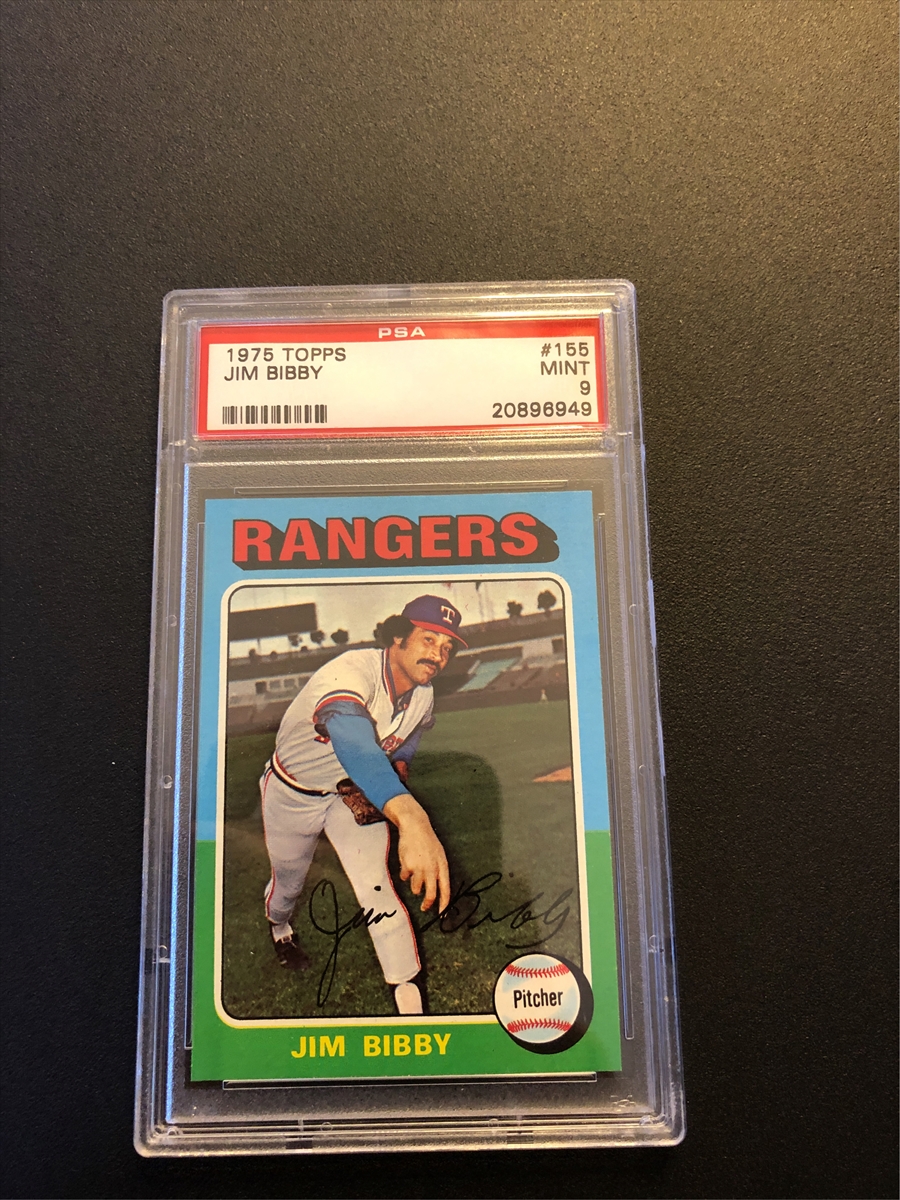 PSA
1975 TOPPS #155
JIM BIBBY MINT
9
20896949
RANGERS
T
Jim Bibby
Pitcher
JIM BIBBY